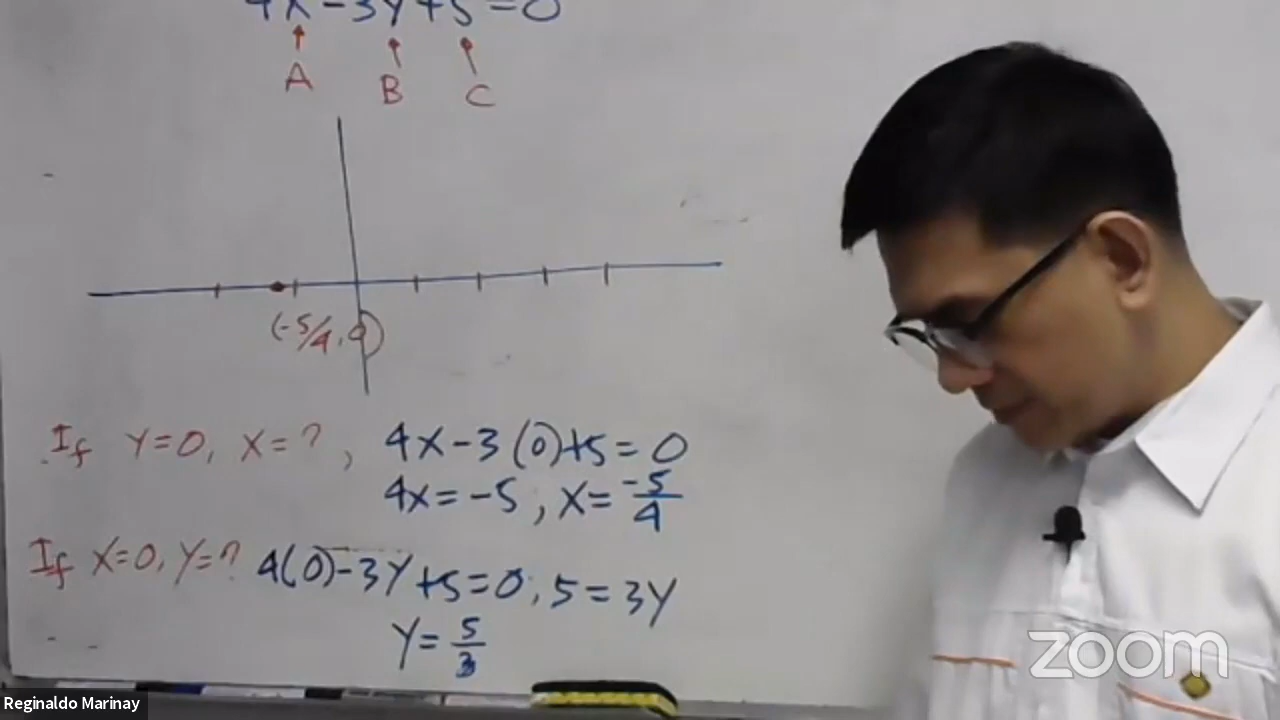 4X-3Y+5=0
A B C
(-5/4, 0)
If Y=0, X=?, 4X-3(0)+5=0
4X=-5, X=-5/4
If X=0, Y=? 4(0)-3Y+5=0, 5=3Y
Y=5/3
zoom
Reginaldo Marinay